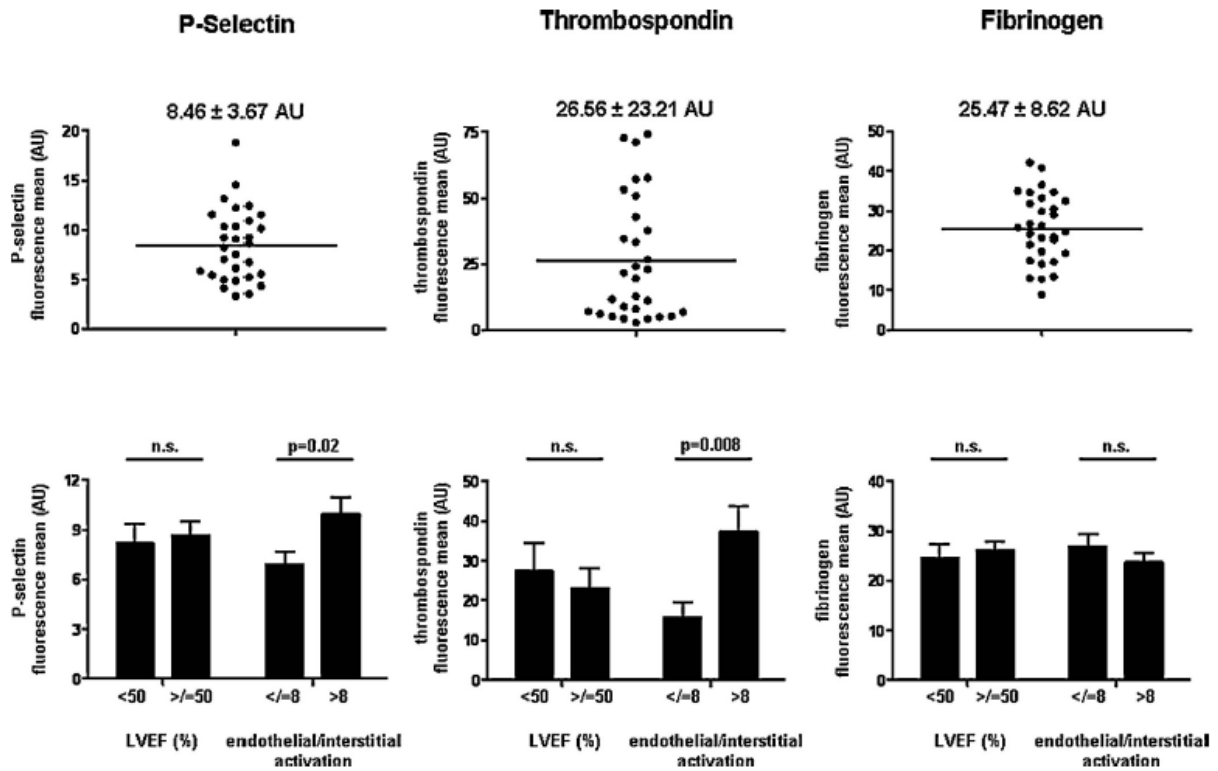 P-Selectin
Thrombospondin
Fibrinogen
8.46 ± 3.67 AU
26.56 ± 23.21 AU
25.47 ± 8.62 AU
P-selectin
fluorescence mean (AU)
20
15
10
5
0
thrombospondin
fluorescence mean (AU)
75
50
25
0
fibrinogen
fluorescence mean (AU)
50
40
30
20
10
0
n.s.
p=0.02
n.s.
p=0.008
n.s.
n.s.
P-selectin
fluorescence mean (AU)
12
9
6
3
0
<50 >/=50 </=8 >8
LVEF (%)
endothelial/interstitial
activation
thrombospondin
fluorescence mean (AU)
50
40
30
20
10
0
<50 >/=50 </=8 >8
LVEF (%)
endothelial/interstitial
activation
fibrinogen
fluorescence mean (AU)
40
30
20
10
0
<50 >/=50 </=8 >8
LVEF (%)
endothelial/interstitial
activation